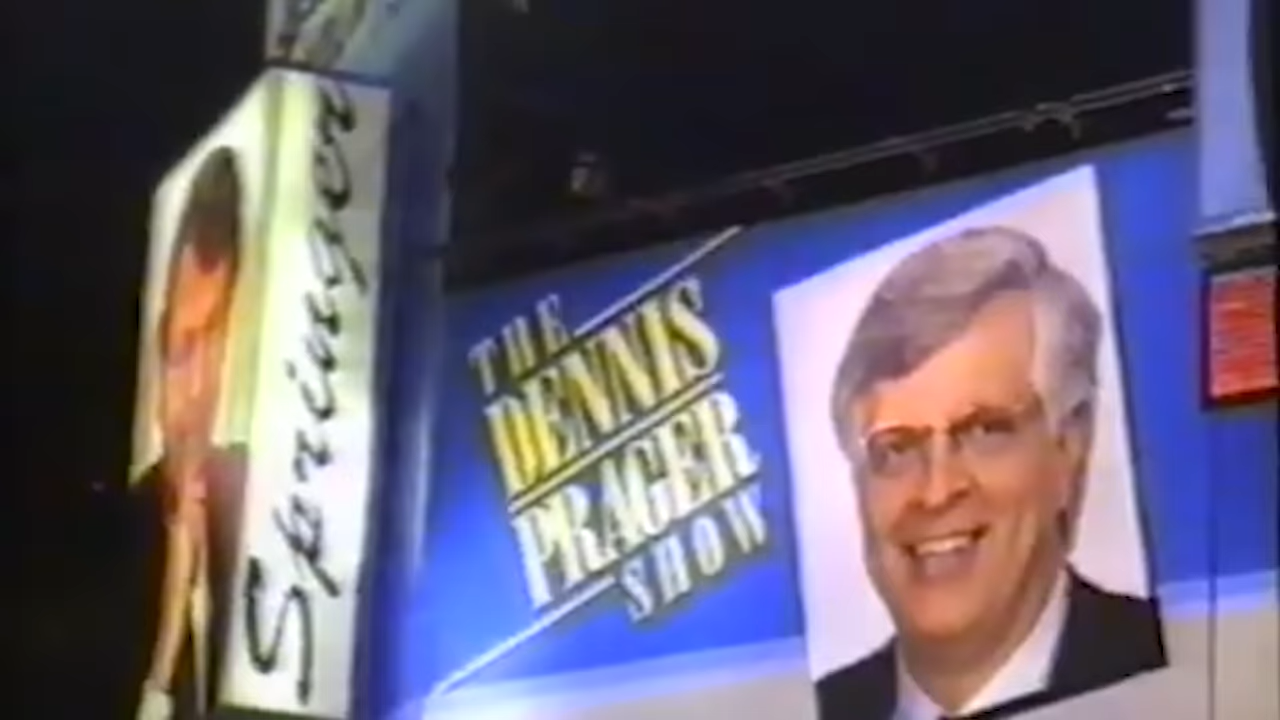 Springer
THE
DENNIS
PRAGER
SHOW